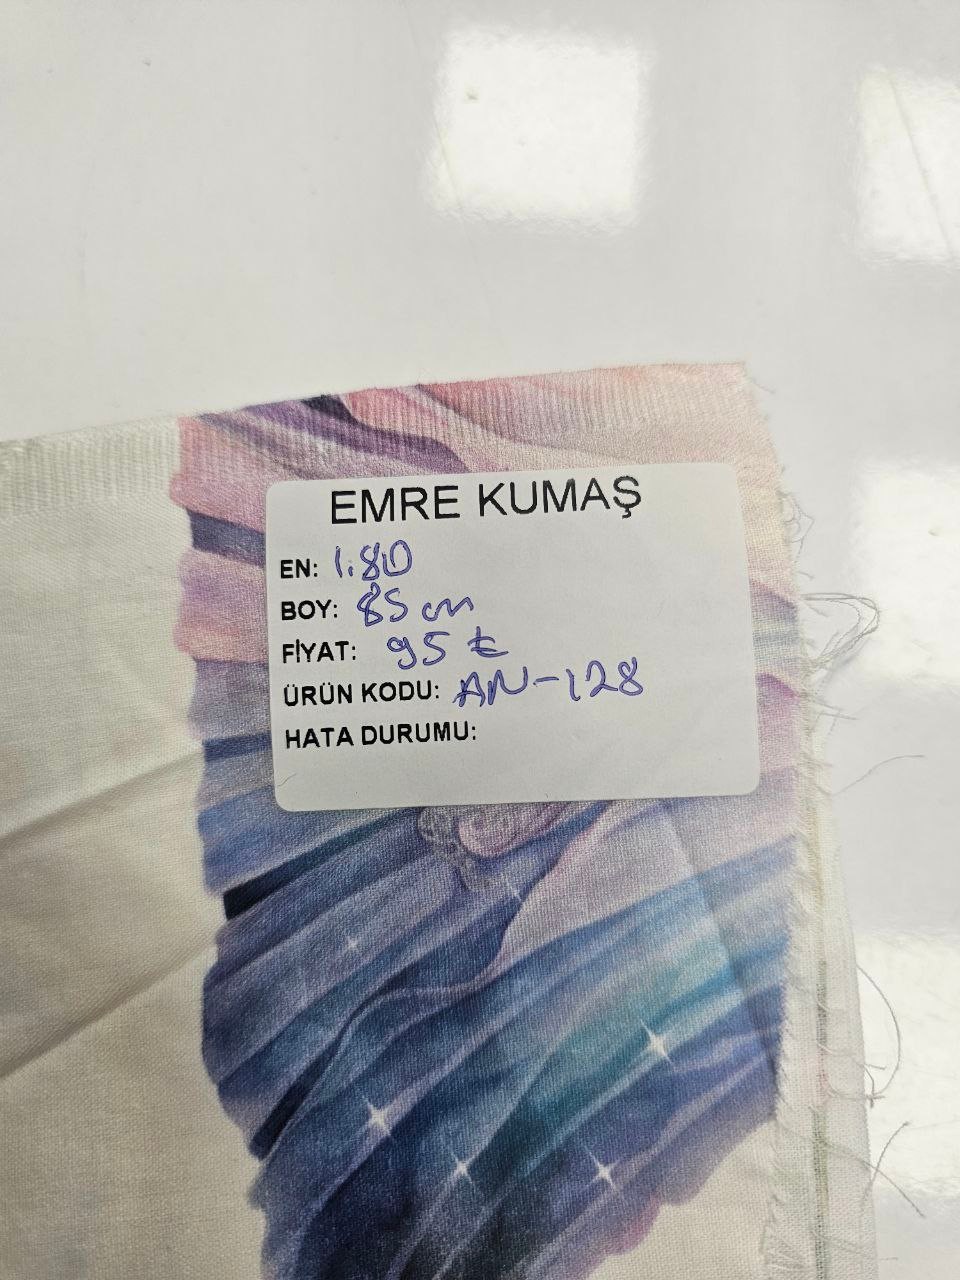 EMRE KUMAŞ
EN: 1.80
BOY: 85 cm
FİYAT: 95 ₺
ÜRÜN KODU: AN-128
HATA DURUMU: